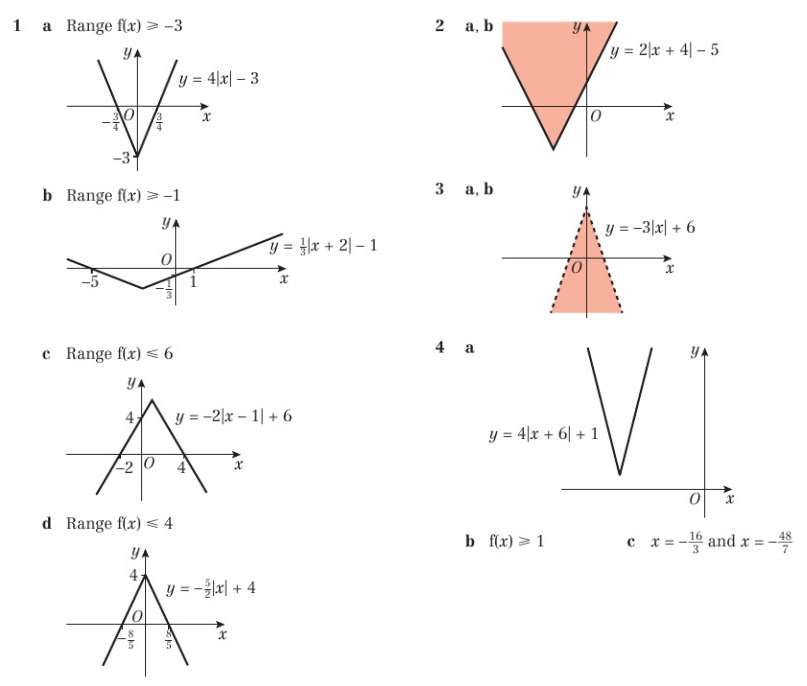 1 a Range f(x) ⩾ –3
y
y = 4|x| – 3
–3/4 O 3/4 x
–3
b Range f(x) ⩾ –1
y
y = 1/3|x + 2| – 1
O
–5 –1/3 1 x
c Range f(x) ⩽ 6
y
4 y = –2|x – 1| + 6
–2 O 4 x
d Range f(x) ⩽ 4
y
4 y = –5/2|x| + 4
O
–8/5 8/5 x
2 a, b
y
y = 2|x + 4| – 5
O x
3 a, b
y
y = –3|x| + 6
O x
4 a
y
y = 4|x + 6| + 1
O x
b f(x) ⩾ 1 c x = –16/3 and x = –48/7